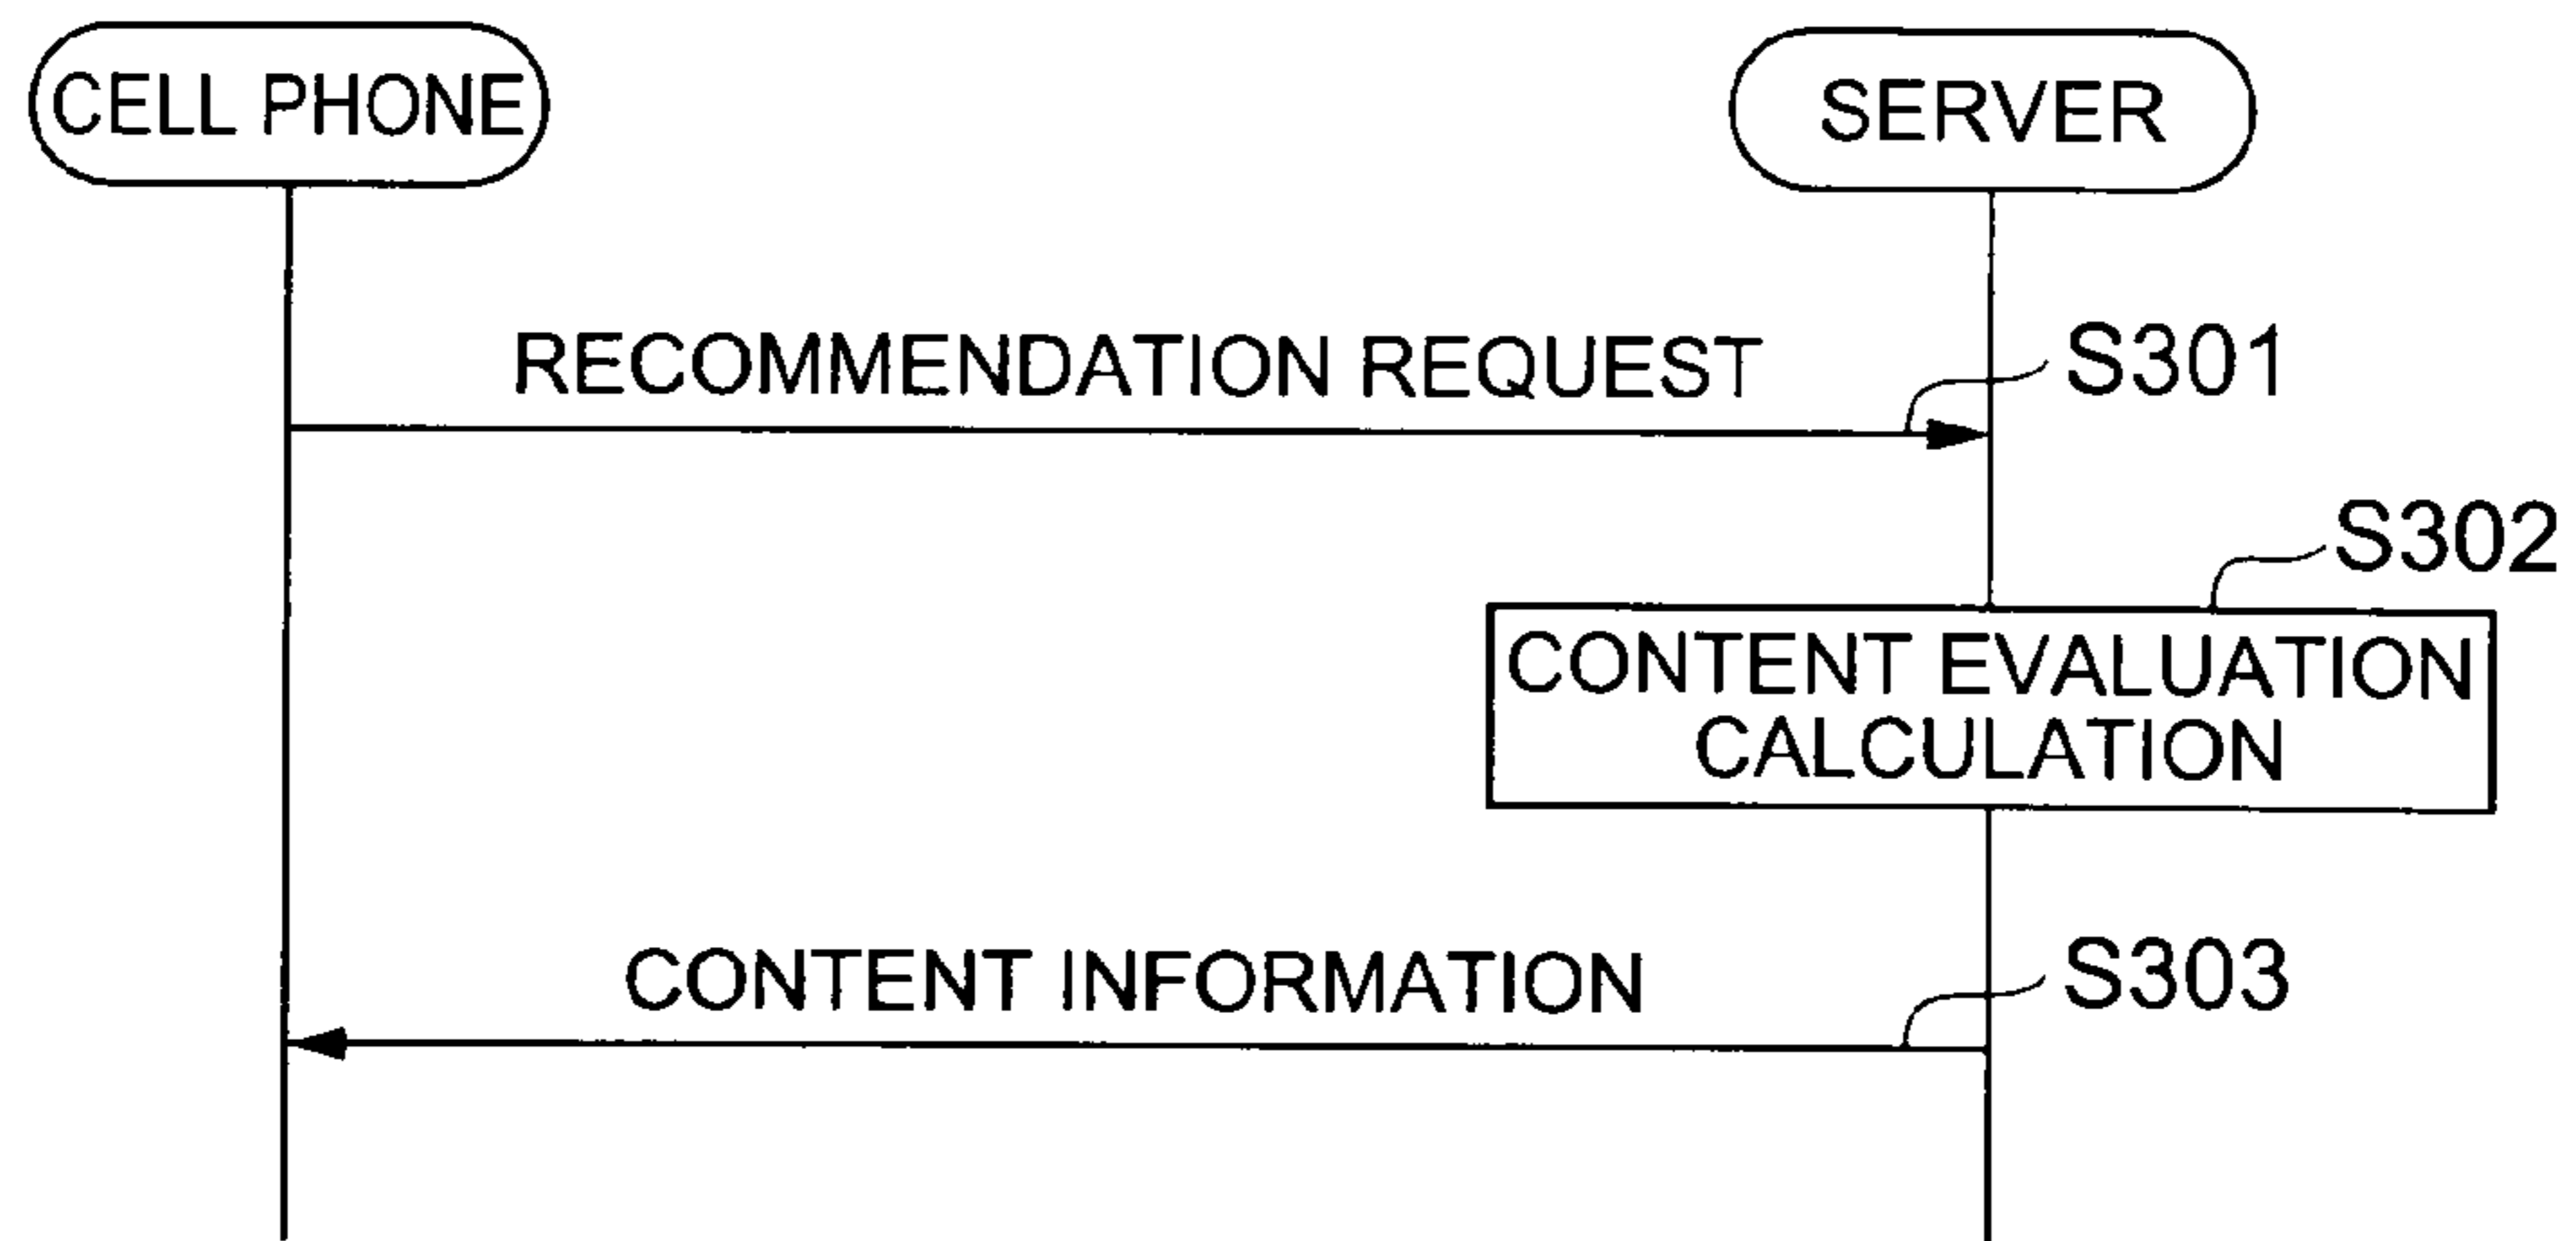 CELL PHONE
SERVER
RECOMMENDATION REQUEST
S301
S302
CONTENT EVALUATION
CALCULATION
CONTENT INFORMATION
S303